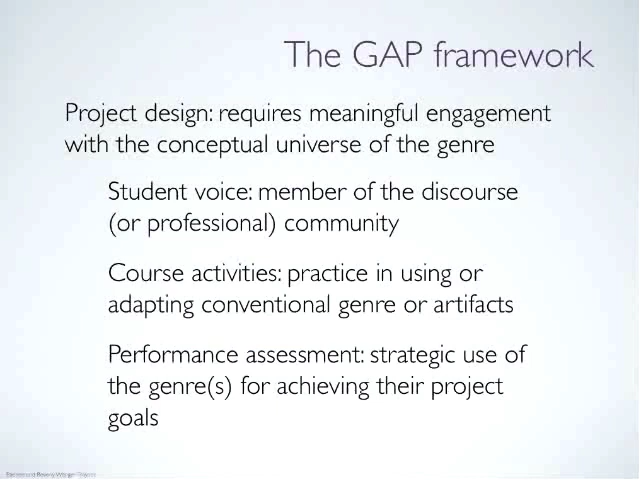 The GAP framework
Project design: requires meaningful engagement
with the conceptual universe of the genre
Student voice: member of the discourse
(or professional) community
Course activities: practice in using or
adapting conventional genre or artifacts
Performance assessment: strategic use of
the genre(s) for achieving their project
goals